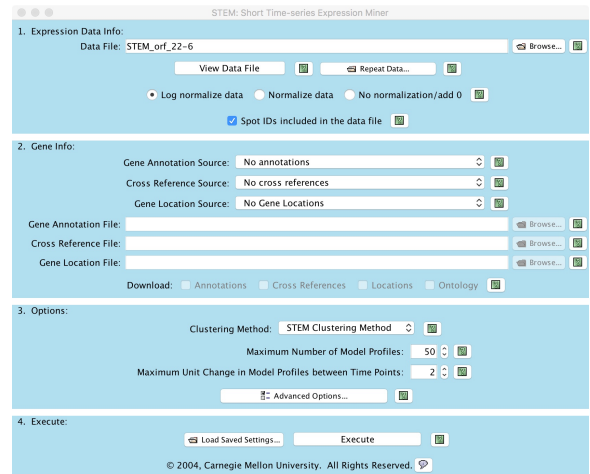 STEM: Short Time-series Expression Miner
1. Expression Data Info:
Data File: STEM_orf_22-6 Browse...
View Data File Repeat Data...
Log normalize data Normalize data No normalization/add 0
Spot IDs included in the data file
2. Gene Info:
Gene Annotation Source: No annotations
Cross Reference Source: No cross references
Gene Location Source: No Gene Locations
Gene Annotation File: Browse...
Cross Reference File: Browse...
Gene Location File: Browse...
Download: Annotations Cross References Locations Ontology
3. Options:
Clustering Method: STEM Clustering Method
Maximum Number of Model Profiles: 50
Maximum Unit Change in Model Profiles between Time Points: 2
Advanced Options...
4. Execute:
Load Saved Settings... Execute
© 2004, Carnegie Mellon University. All Rights Reserved.